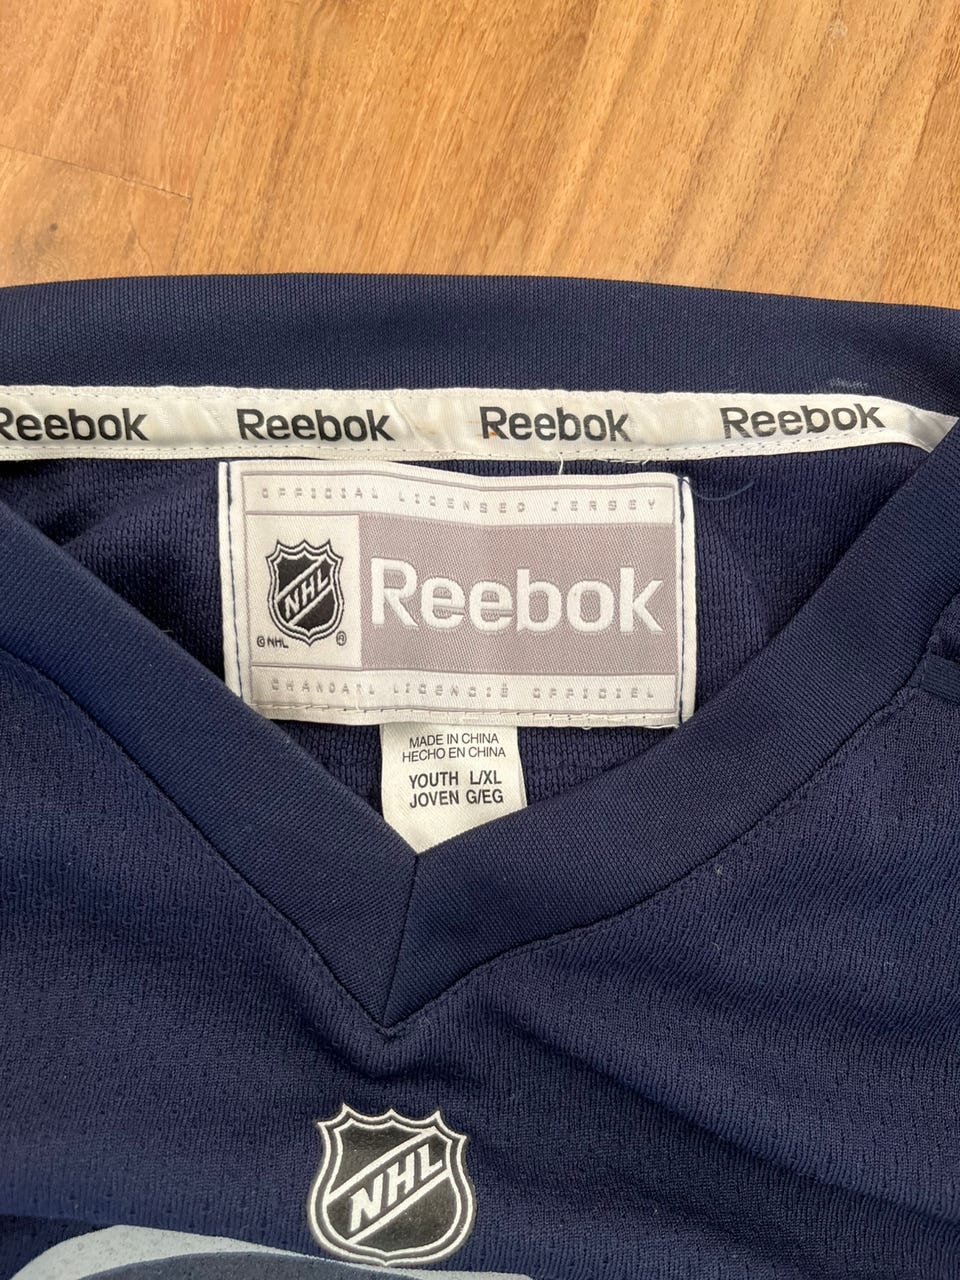 Reebok Reebok Reebok Reebok
OFFICIAL LICENSED JERSEY
NHL
Reebok
© NHL ®
CHANDAIL LICENCIÉ OFFICIEL
MADE IN CHINA
HECHO EN CHINA
YOUTH L/XL
JOVEN G/EG
NHL